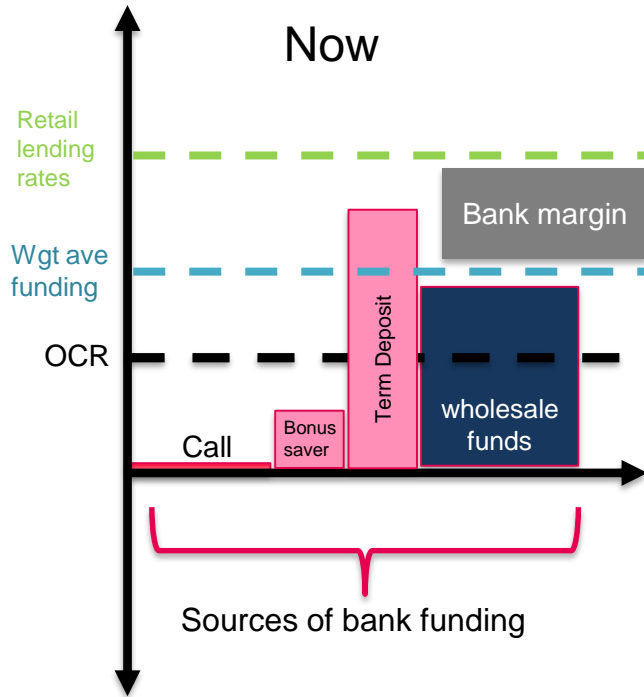 Now
Retail
lending
rates
Bank margin
Wgt ave
funding
OCR
Term Deposit
wholesale
funds
Bonus
saver
Call
Sources of bank funding